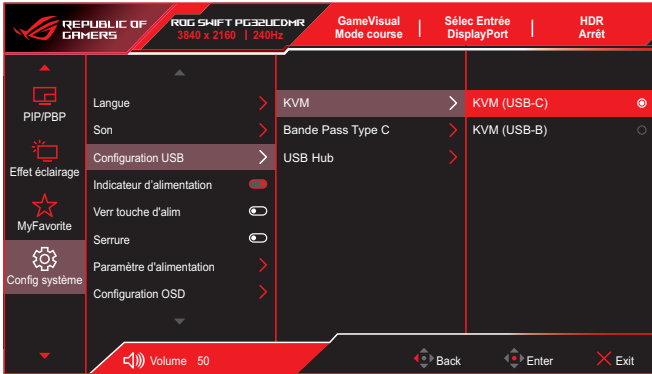 REPUBLIC OF
GAMERS
ROG SWIFT PG32UCDMR
3840 x 2160 | 240Hz
GameVisual
Mode course
Sélec Entrée
DisplayPort
HDR
Arrêt
PIP/PBP
Effet éclairage
MyFavorite
Config système
Langue
Son
Configuration USB
Indicateur d'alimentation
Verr touche d'alim
Serrure
Paramètre d'alimentation
Configuration OSD
KVM
Bande Pass Type C
USB Hub
KVM (USB-C)
KVM (USB-B)
Volume 50
Back
Enter
Exit